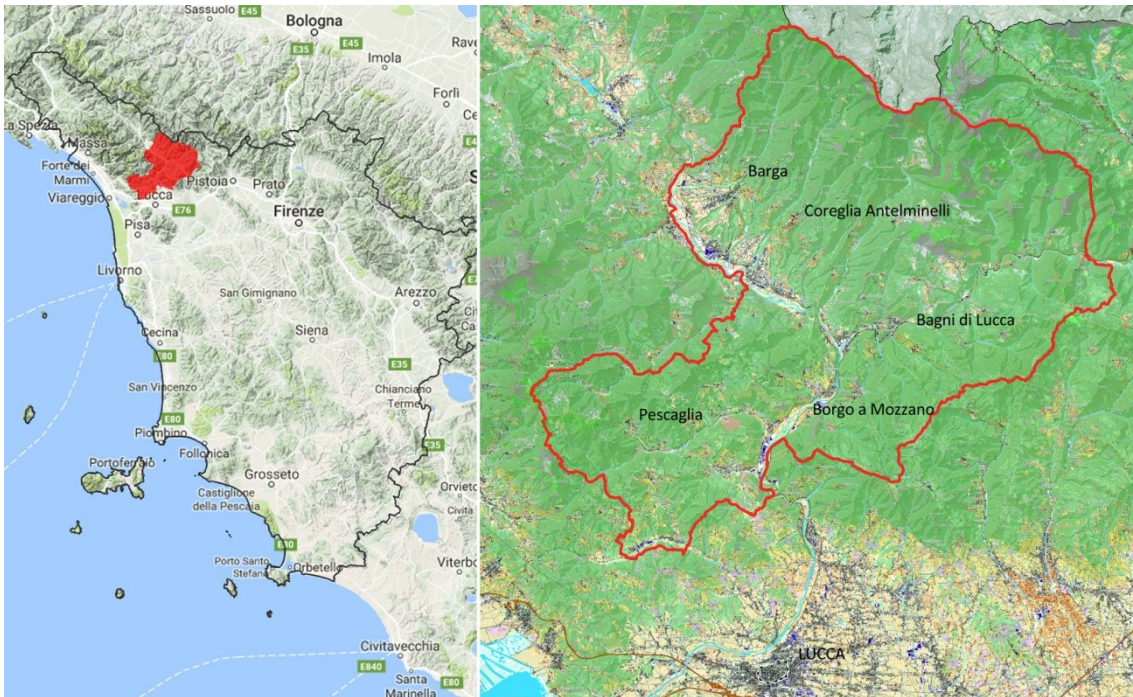 Sassuolo
E45
Bologna
E35
E45
Imola
Forlì
La Spezia
Massa
Forte dei
Marmi
Viareggio
Lucca
Pistoia
Prato
E76
Firenze
Pisa
Livorno
San Gimignano
Arezzo
Cecina
E80
Siena
E35
San Vincenzo
Chianciano
Terme
E80
Piombino
Follonica
E35
Portoferraio
Grosseto
Castiglione
della Pescaia
Orvieto
Civita
E80
Porto Santo
Stefano
Orbetello
Viterbo
Civitavecchia
E840
Santa
Marinella
E80
Barga
Coreglia Antelminelli
Bagni di Lucca
Pescaglia
Borgo a Mozzano
LUCCA